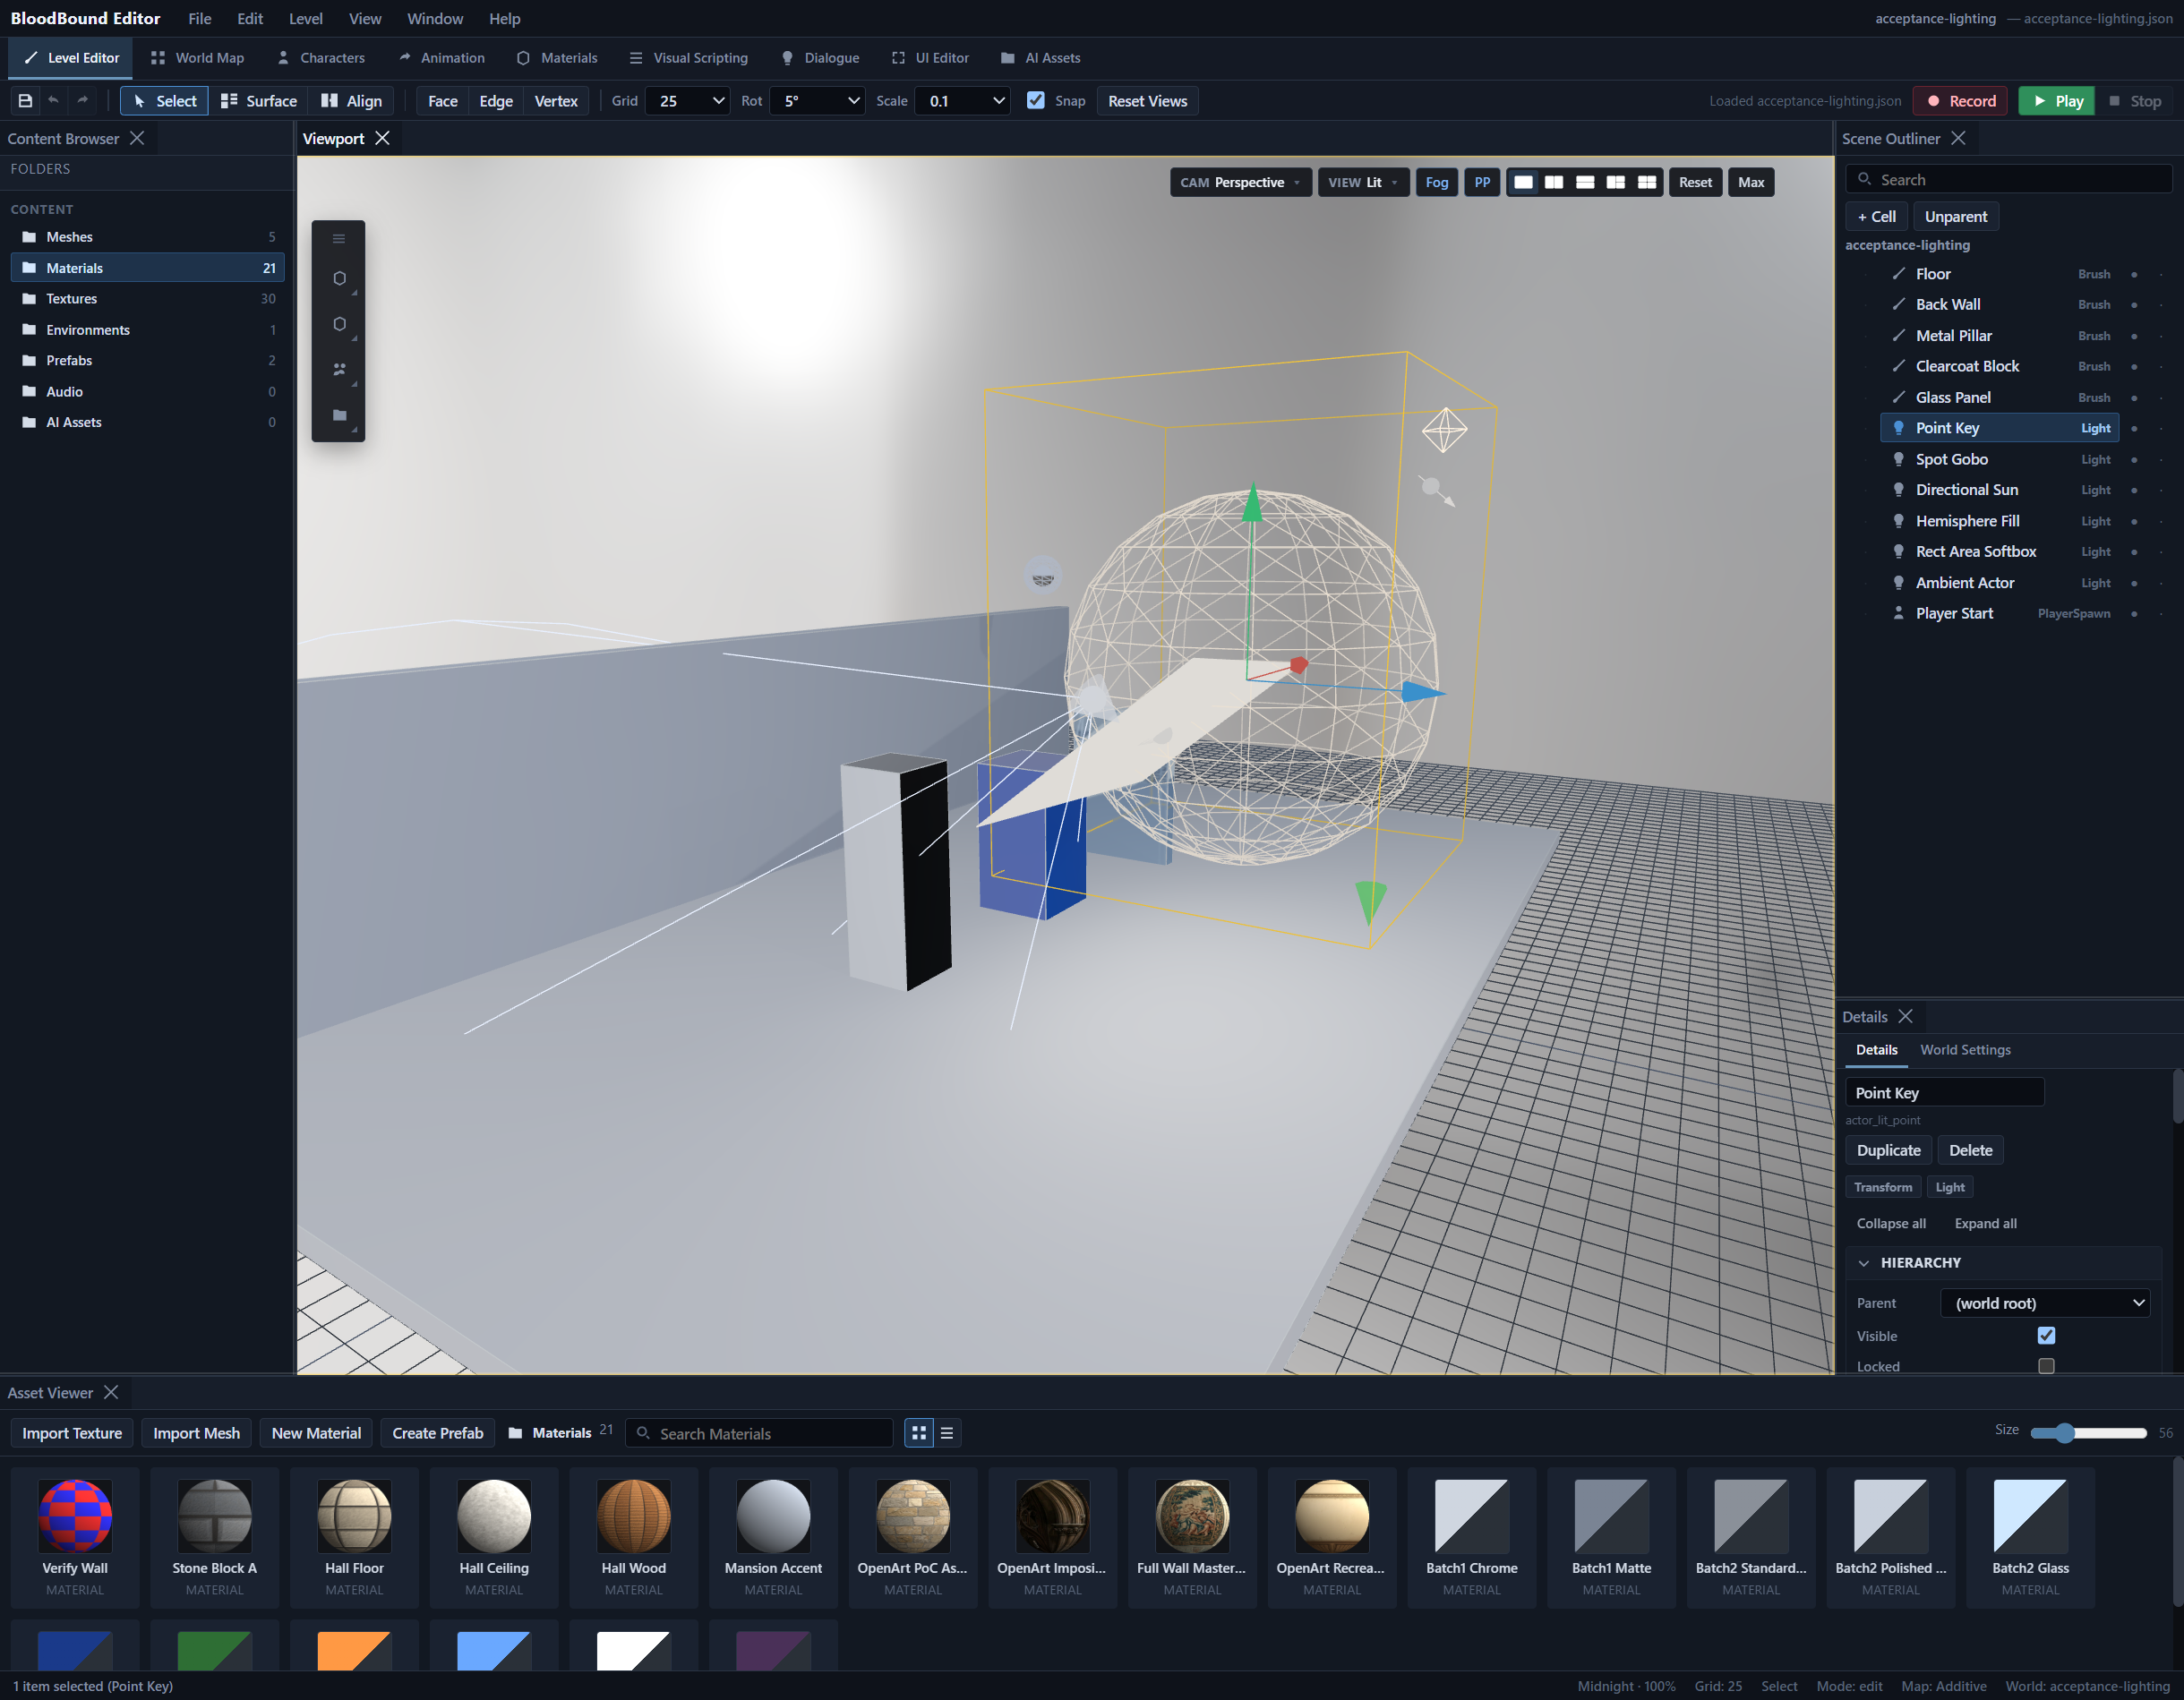 BloodBound Editor File Edit Level View Window Help acceptance-lighting — acceptance-lighting.json
Level Editor World Map Characters Animation Materials Visual Scripting Dialogue UI Editor AI Assets
Select Surface Align Face Edge Vertex Grid 25 Rot 5° Scale 0.1 Snap Reset Views Loaded acceptance-lighting.json Record Play Stop
Content Browser
FOLDERS
CONTENT
Meshes 5
Materials 21
Textures 30
Environments 1
Prefabs 2
Audio 0
AI Assets 0
Viewport
CAM Perspective VIEW Lit Fog PP Reset Max
Scene Outliner
Search
+ Cell Unparent
acceptance-lighting
Floor Brush
Back Wall Brush
Metal Pillar Brush
Clearcoat Block Brush
Glass Panel Brush
Point Key Light
Spot Gobo Light
Directional Sun Light
Hemisphere Fill Light
Rect Area Softbox Light
Ambient Actor Light
Player Start PlayerSpawn
Details
Details World Settings
Point Key
actor_lit_point
Duplicate Delete
Transform Light
Collapse all Expand all
HIERARCHY
Parent (world root)
Visible
Locked
Asset Viewer
Import Texture Import Mesh New Material Create Prefab Materials 21 Search Materials Size 56
Verify Wall Stone Block A Hall Floor Hall Ceiling Hall Wood Mansion Accent OpenArt PoC As... OpenArt Imposi... Full Wall Master... OpenArt Recrea... Batch1 Chrome Batch1 Matte Batch2 Standard... Batch2 Polished ... Batch2 Glass
MATERIAL MATERIAL MATERIAL MATERIAL MATERIAL MATERIAL MATERIAL MATERIAL MATERIAL MATERIAL MATERIAL MATERIAL MATERIAL MATERIAL MATERIAL
1 item selected (Point Key) Midnight · 100% Grid: 25 Select Mode: edit Map: Additive World: acceptance-lighting